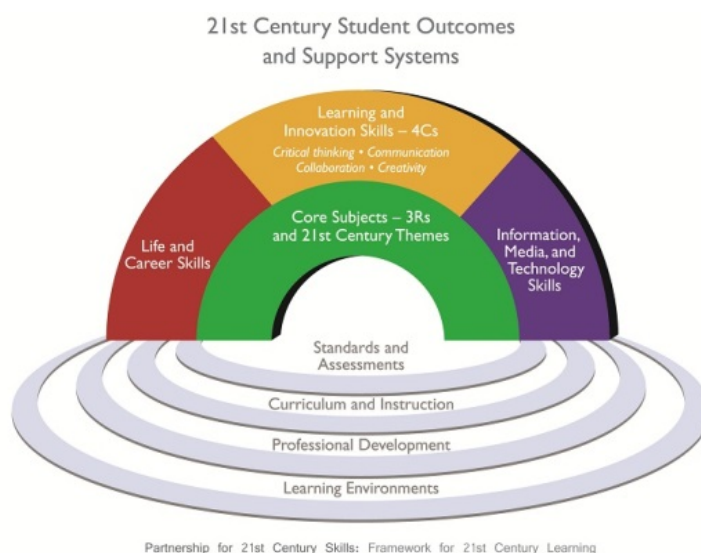 21st Century Student Outcomes
and Support Systems
Learning and
Innovation Skills – 4Cs
Critical thinking • Communication
Collaboration • Creativity
Core Subjects – 3Rs
and 21st Century Themes
Life and
Career Skills
Information,
Media, and
Technology
Skills
Standards and
Assessments
Curriculum and Instruction
Professional Development
Learning Environments
Partnership for 21st Century Skills: Framework for 21st Century Learning